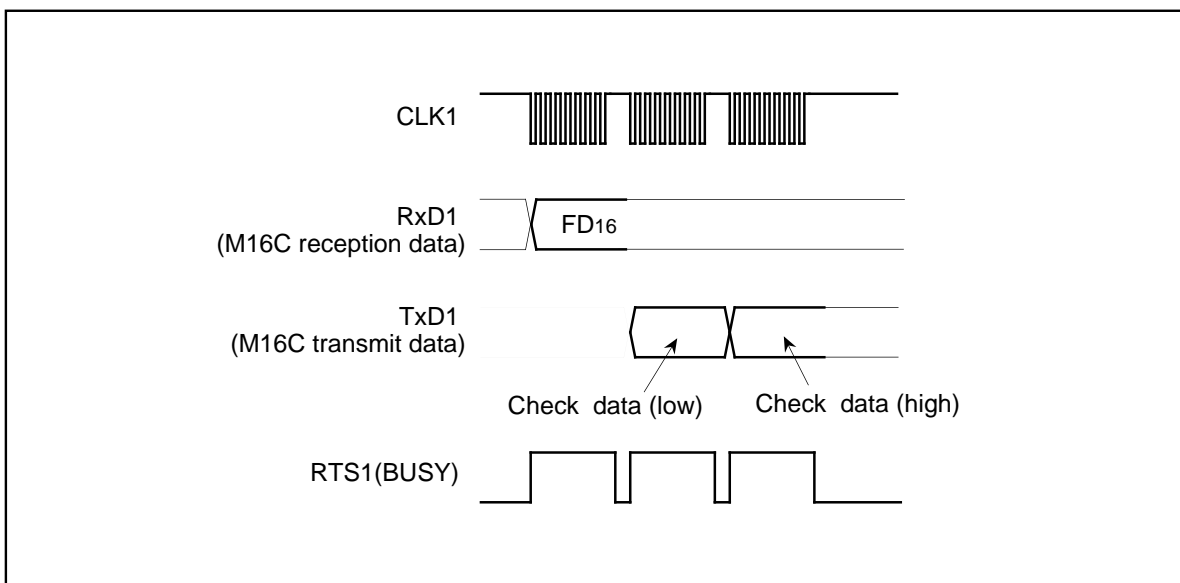 CLK1
RxD1
(M16C reception data)
FD16
TxD1
(M16C transmit data)
Check data (low)
Check data (high)
RTS1(BUSY)